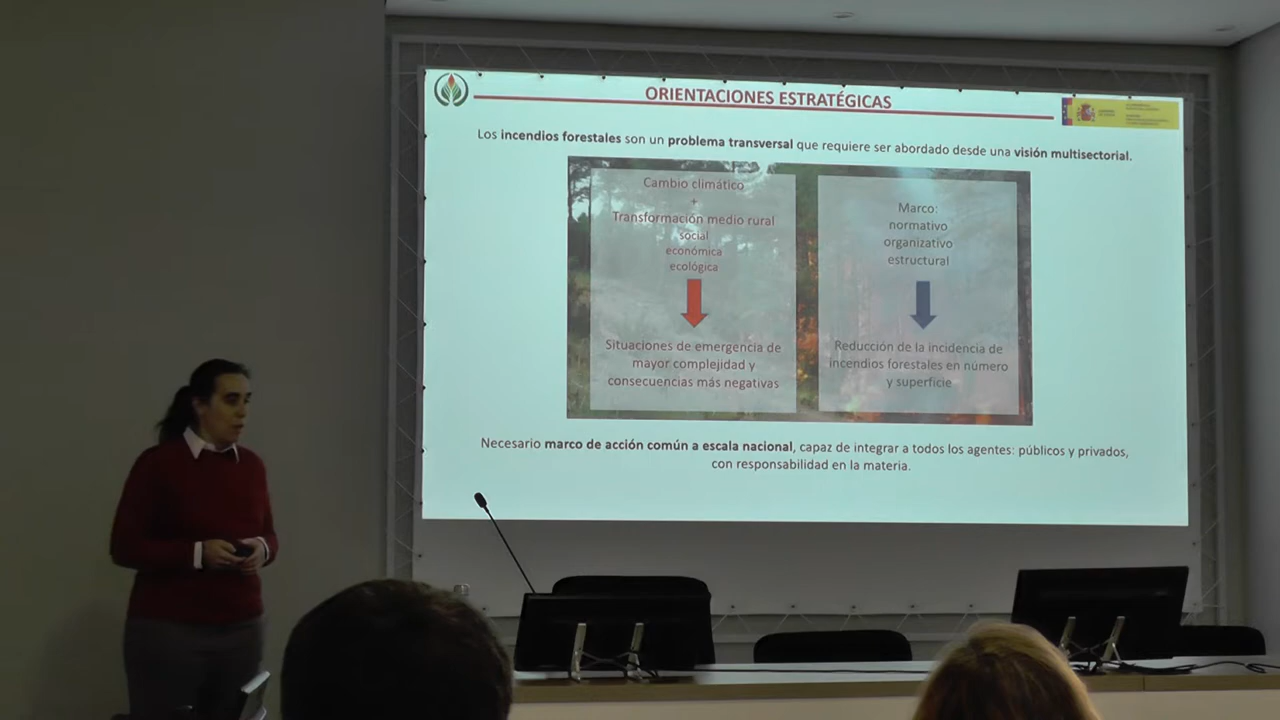 ORIENTACIONES ESTRATÉGICAS
Los incendios forestales son un problema transversal que requiere ser abordado desde una visión multisectorial.
Cambio climático
+
Transformación medio rural
social
económica
ecológica
Situaciones de emergencia de
mayor complejidad y
consecuencias más negativas
Marco:
normativo
organizativo
estructural
Reducción de la incidencia de
incendios forestales en número
y superficie
Necesario marco de acción común a escala nacional, capaz de integrar a todos los agentes: públicos y privados,
con responsabilidad en la materia.